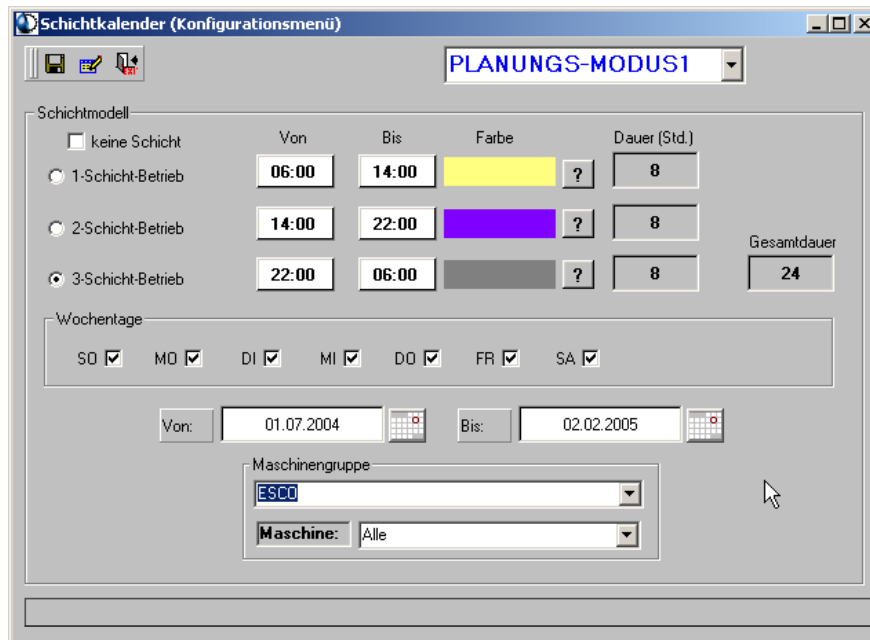 Schichtkalender (Konfigurationsmenü)
EXIT
PLANUNGS-MODUS1
Schichtmodell
keine Schicht Von Bis Farbe Dauer (Std.)
1-Schicht-Betrieb 06:00 14:00 ? 8
2-Schicht-Betrieb 14:00 22:00 ? 8
Gesamtdauer
3-Schicht-Betrieb 22:00 06:00 ? 8 24
Wochentage
SO MO DI MI DO FR SA
Von: 01.07.2004 Bis: 02.02.2005
Maschinengruppe
ESCO
Maschine: Alle